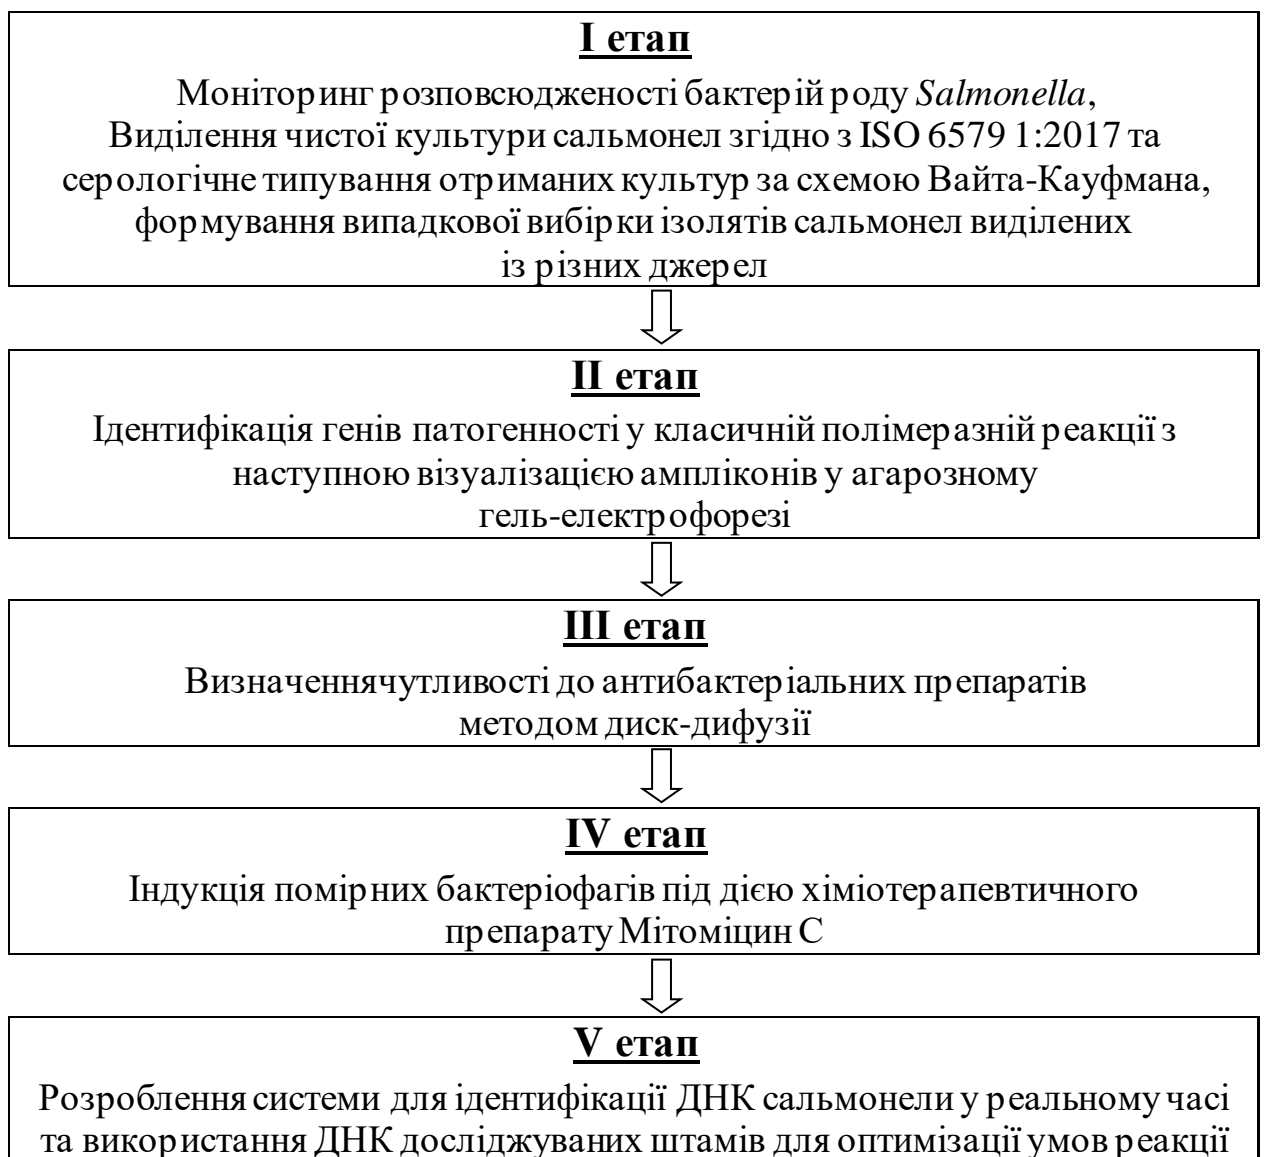 I етап
Моніторинг розповсюдженості бактерій роду Salmonella,
Виділення чистої культури сальмонел згідно з ISO 6579 1:2017 та
серологічне типування отриманих культур за схемою Вайта-Кауфмана,
формування випадкової вибірки ізолятів сальмонел виділених
із різних джерел
II етап
Ідентифікація генів патогенності у класичній полімеразній реакції з
наступною візуалізацією ампліконів у агарозному
гель-електрофорезі
III етап
Визначеннячутливості до антибактеріальних препаратів
методом диск-дифузії
IV етап
Індукція помірних бактеріофагів під дією хіміотерапевтичного
препарату Мітоміцин С
V етап
Розроблення системи для ідентифікації ДНК сальмонели у реальному часі
та використання ДНК досліджуваних штамів для оптимізації умов реакції